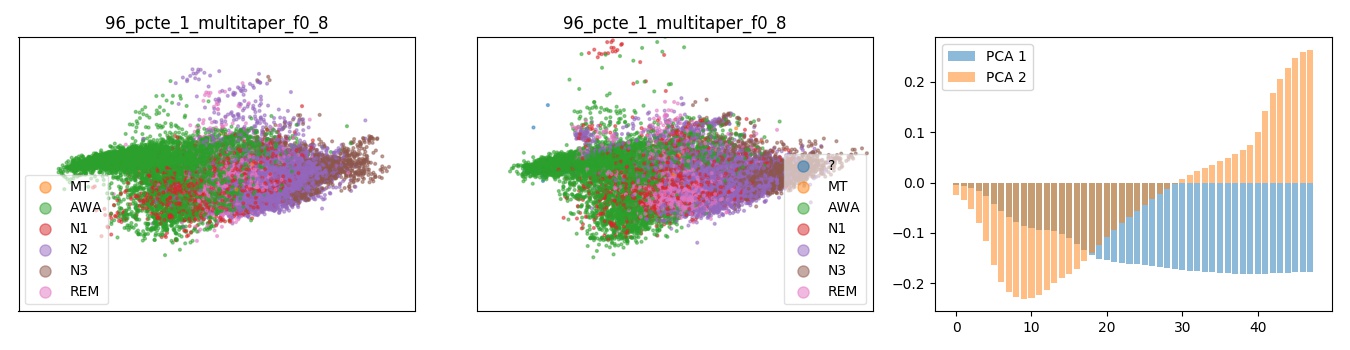 96_pcte_1_multitaper_f0_8
MT
AWA
N1
N2
N3
REM
96_pcte_1_multitaper_f0_8
?
MT
AWA
N1
N2
N3
REM
PCA 1
PCA 2
0.2
0.1
0.0
−0.1
−0.2
0 10 20 30 40